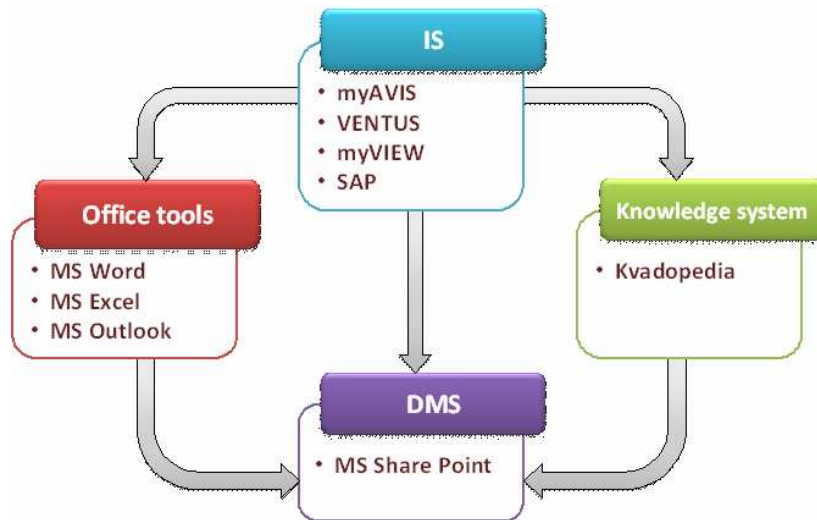 IS
• myAVIS
• VENTUS
• myVIEW
• SAP
Office tools
• MS Word
• MS Excel
• MS Outlook
Knowledge system
• Kvadopedia
DMS
• MS Share Point